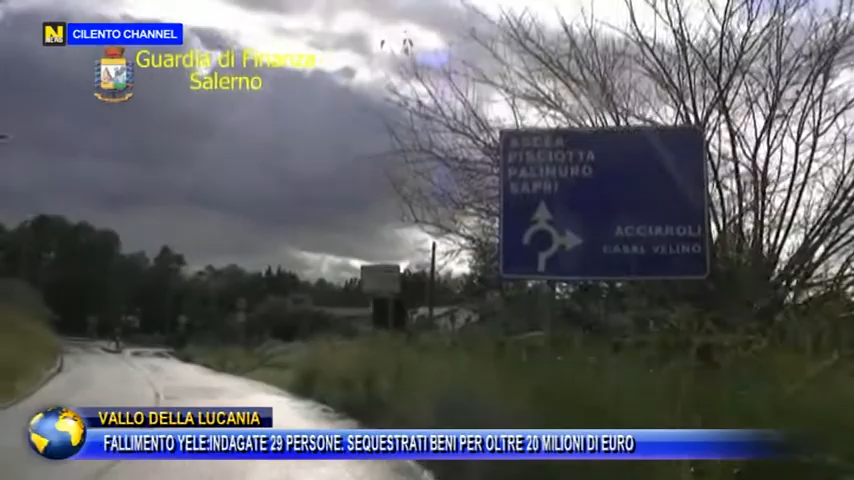 N
NEWS
CILENTO CHANNEL
Guardia di Finanza
Salerno
ASCEA
PISCIOTTA
PALINURO
SAPRI
ACCIAROLI
CASAL VELINO
VALLO DELLA LUCANIA
FALLIMENTO YELE:INDAGATE 29 PERSONE. SEQUESTRATI BENI PER OLTRE 20 MILIONI DI EURO